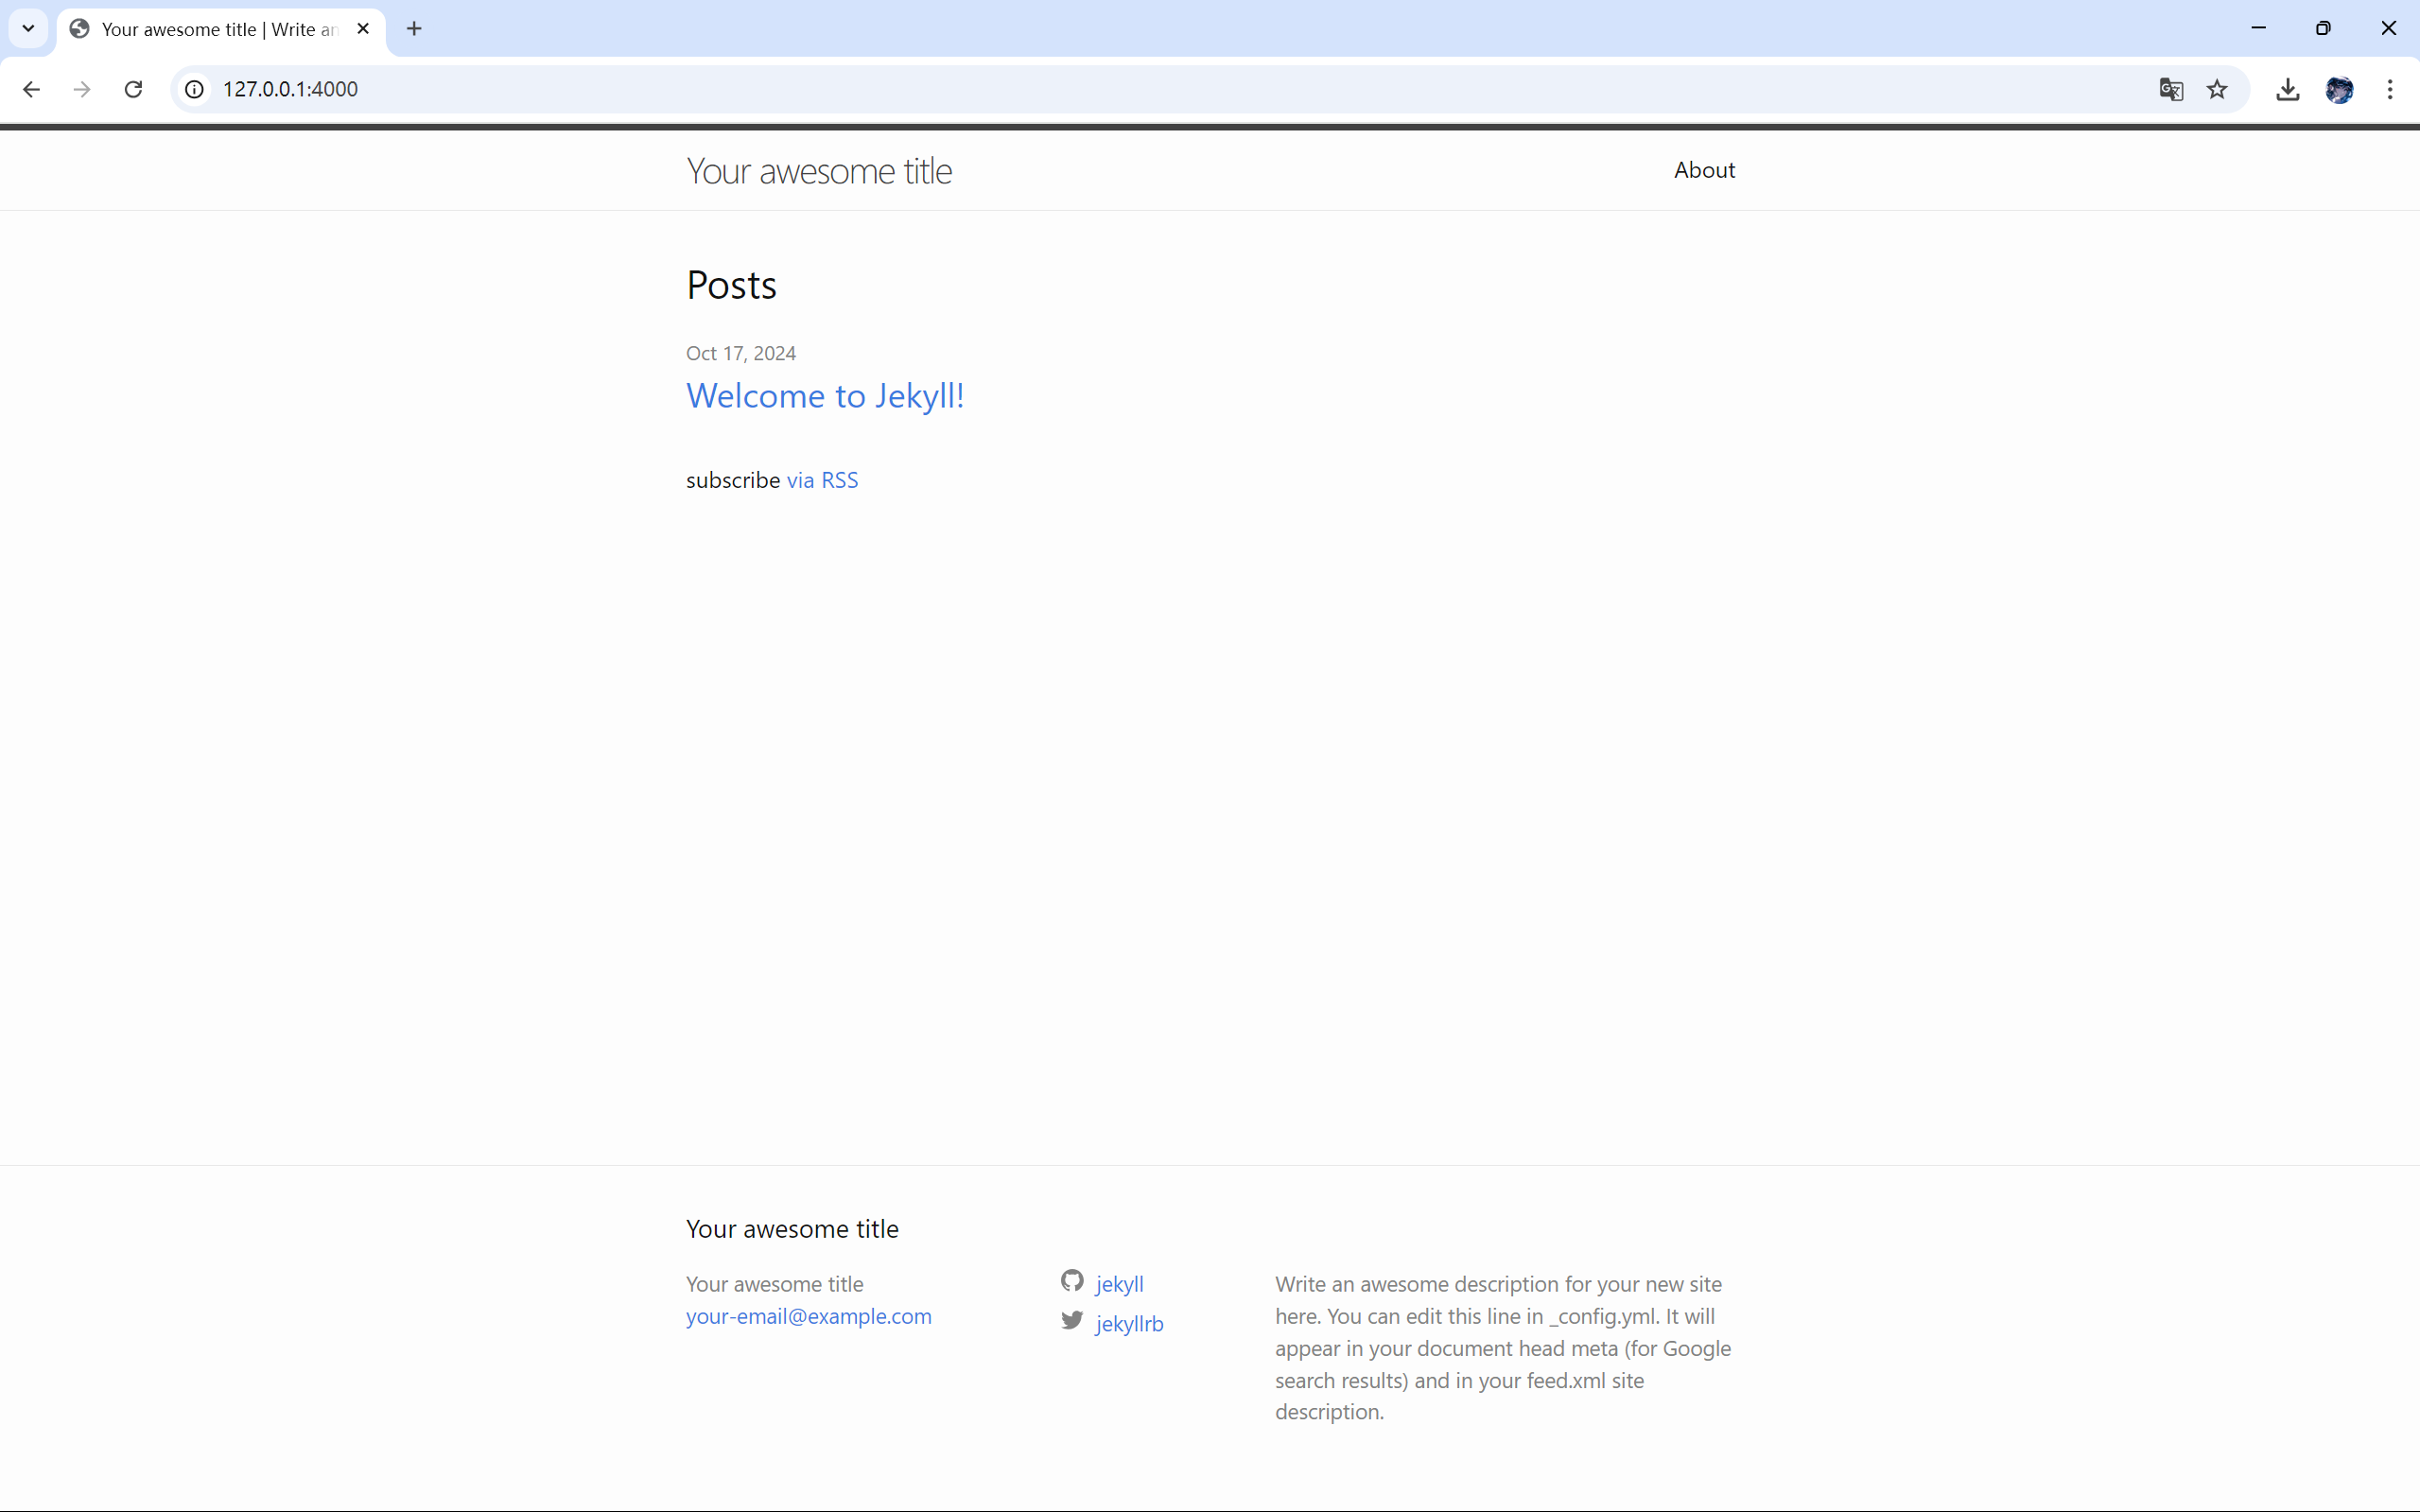 Your awesome title | Write an
127.0.0.1:4000
Your awesome title
About
Posts
Oct 17, 2024
Welcome to Jekyll!
subscribe via RSS
Your awesome title
Your awesome title
your-email@example.com
jekyll
jekyllrb
Write an awesome description for your new site
here. You can edit this line in _config.yml. It will
appear in your document head meta (for Google
search results) and in your feed.xml site
description.